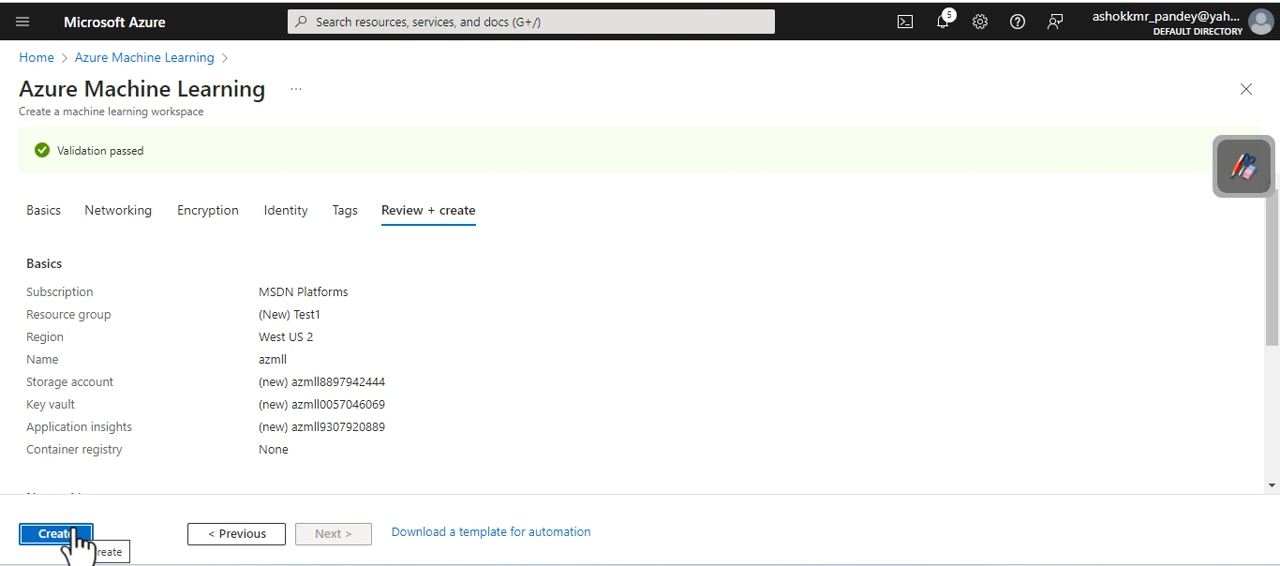 Microsoft Azure
Search resources, services, and docs (G+/)
5
ashokkmr_pandey@yah...
DEFAULT DIRECTORY
Home > Azure Machine Learning >
Azure Machine Learning ...
Create a machine learning workspace
Validation passed
Basics Networking Encryption Identity Tags Review + create
Basics
Subscription MSDN Platforms
Resource group (New) Test1
Region West US 2
Name azmll
Storage account (new) azmll8897942444
Key vault (new) azmll0057046069
Application insights (new) azmll9307920889
Container registry None
Create < Previous Next > Download a template for automation